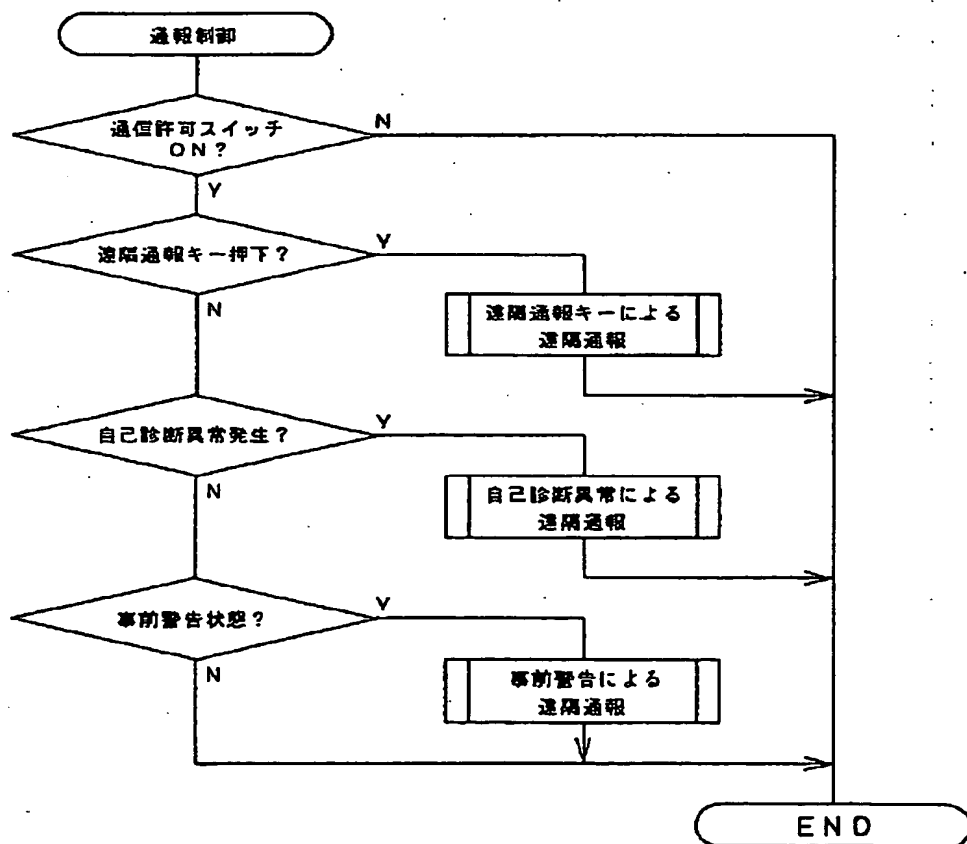 通報制御
通信許可スイッチ
ON?
N
Y
遠隔通報キー押下?
Y
N
遠隔通報キーによる
遠隔通報
自己診断異常発生?
Y
N
自己診断異常による
遠隔通報
事前警告状態?
Y
N
事前警告による
遠隔通報
END